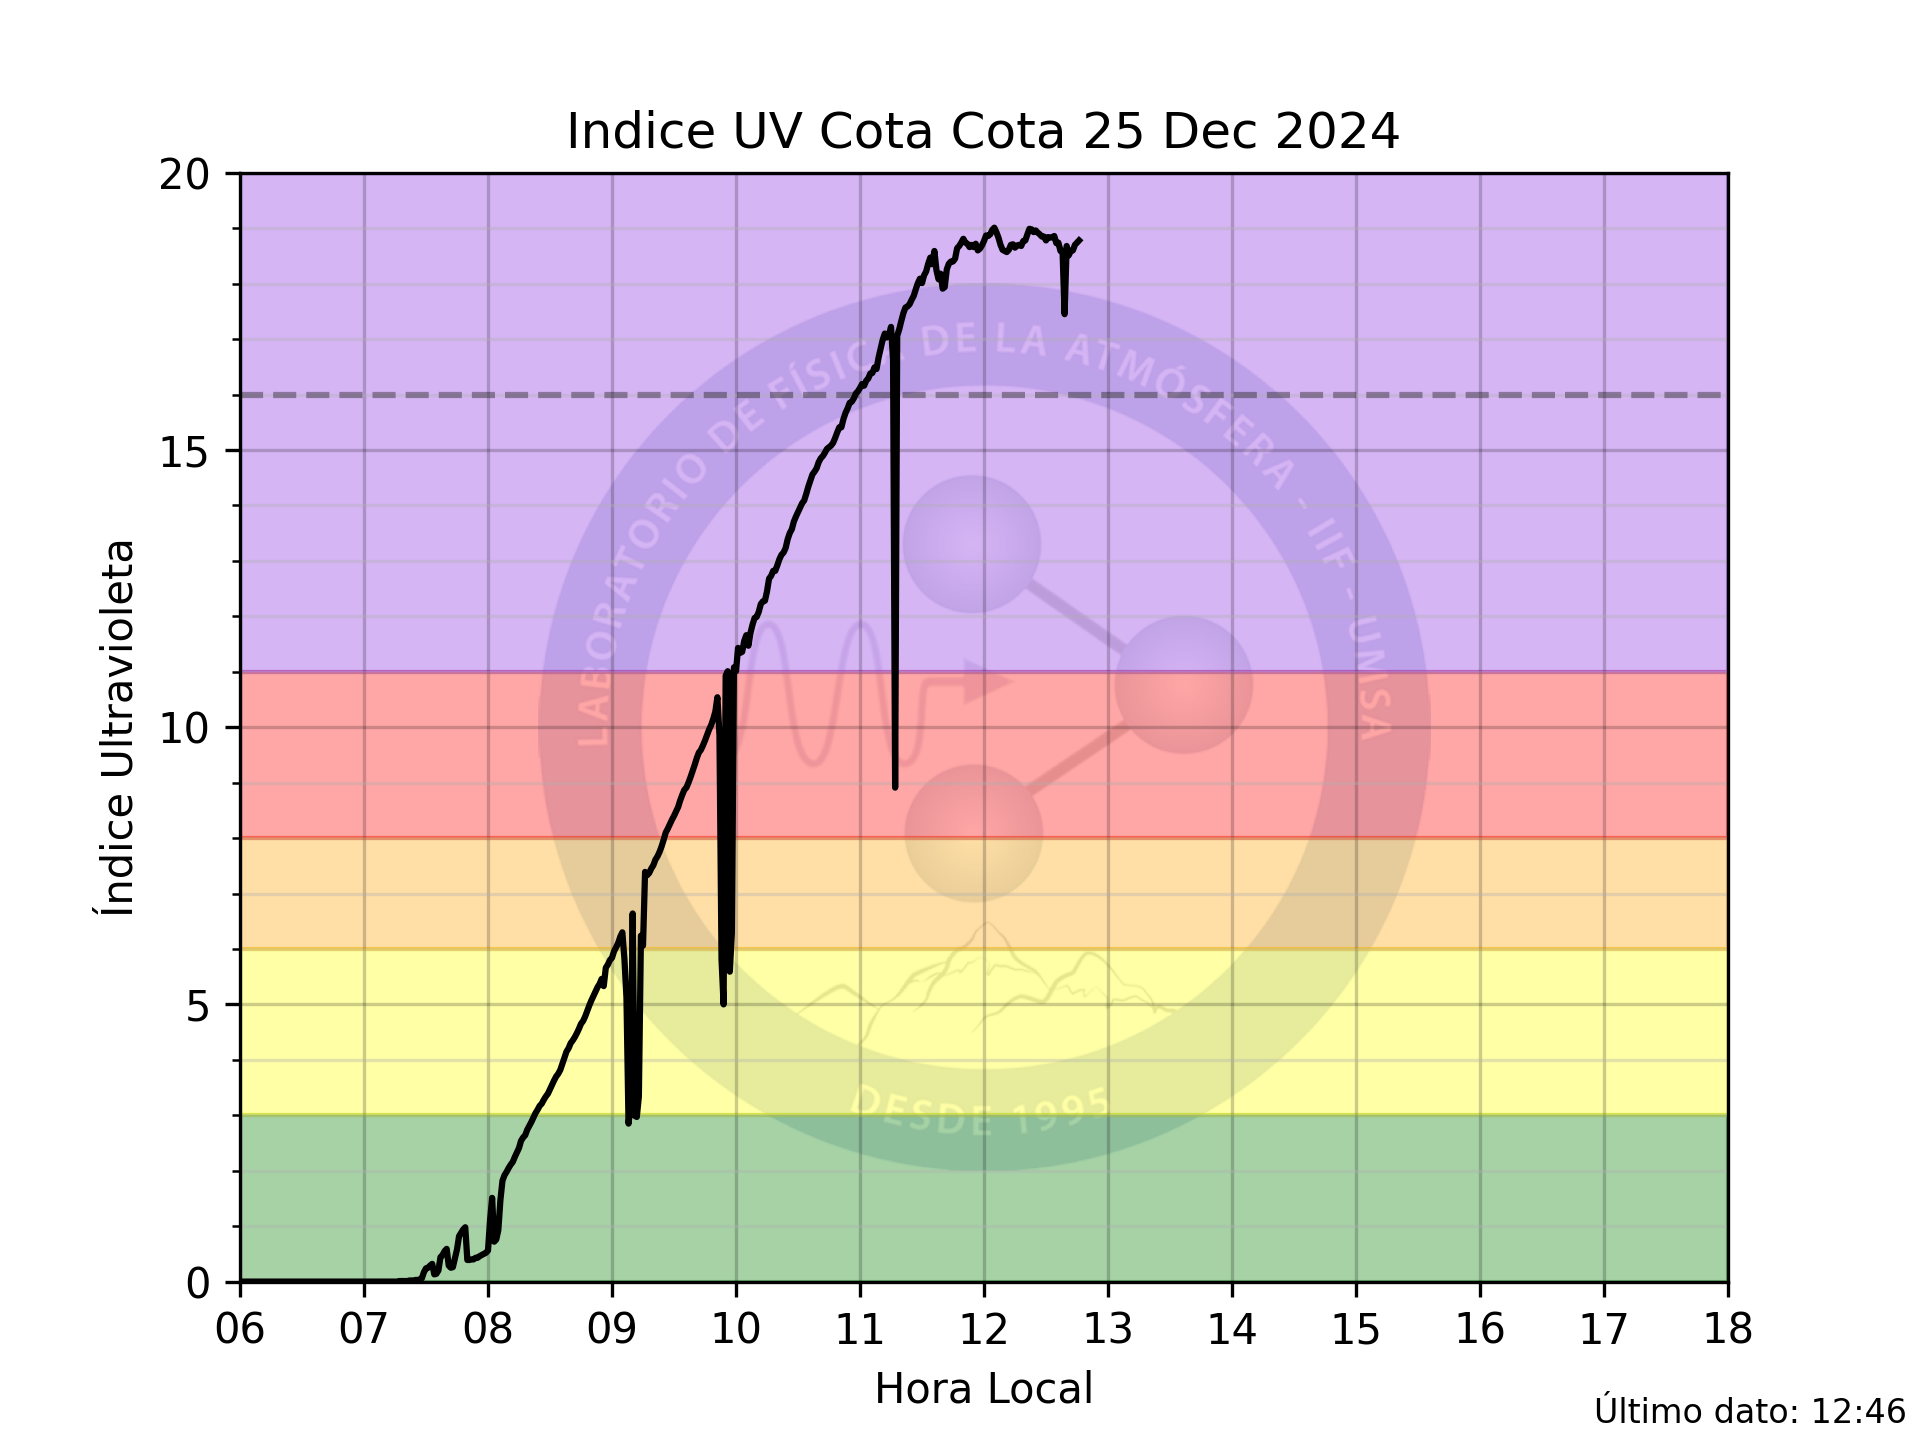 Indice UV Cota Cota 25 Dec 2024
20
15
10
5
0
Índice Ultravioleta
LABORATORIO DE FÍSICA DE LA ATMÓSFERA - IIF - UMSA
DESDE 1995
06 07 08 09 10 11 12 13 14 15 16 17 18
Hora Local
Último dato: 12:46